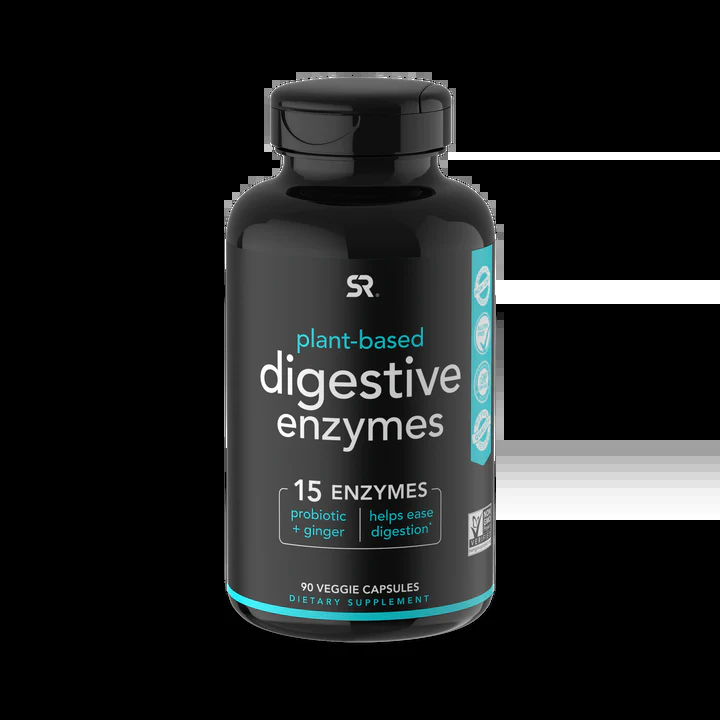 SR®
plant-based
digestive
enzymes
15 ENZYMES
probiotic
+ ginger
helps ease
digestion*
90 VEGGIE CAPSULES
DIETARY SUPPLEMENT